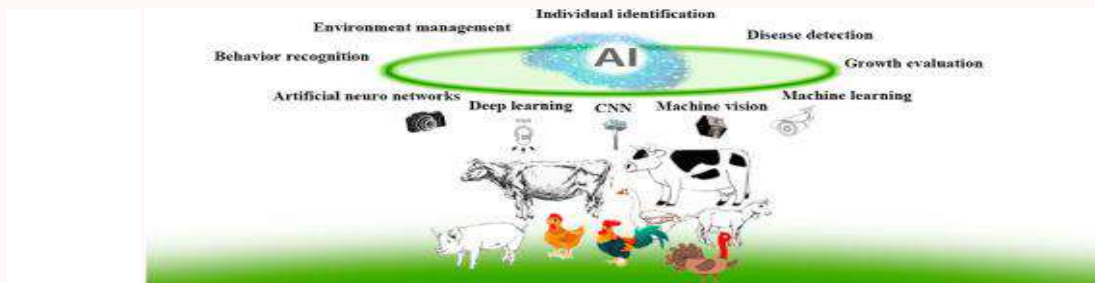 Individual identification
Environment management
Disease detection
Behavior recognition
AI
Growth evaluation
Artificial neuro networks
Deep learning
CNN
Machine vision
Machine learning